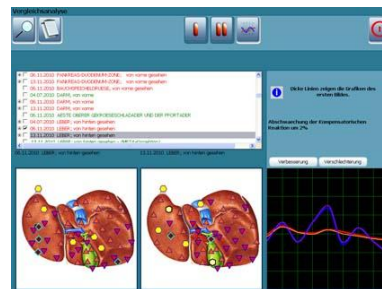 Vergleichsanalyse
06.11.2010 PANKREAS-DUODENUM-ZONE; von vorne gesehen
06.11.2010 PANKREAS-DUODENUM-ZONE; von vorne gesehen
06.11.2010 BAUCHSPEICHELDRUESE, von vorne gesehen
04.07.2010 DARM, von vorne
06.11.2010 DARM, von vorne
13.11.2010 DARM, von vorne
06.11.2010 AESTE OBERER GEKROESESCHLAGADER UND DER PFORTADER
04.07.2010 LEBER; von hinten gesehen
06.11.2010 LEBER; von hinten gesehen
13.11.2010 LEBER; von hinten gesehen
06.11.2010 LEBER; von hinten gesehen
13.11.2010 LEBER; von hinten gesehen
Dicke Linien zeigen die Grafiken des
ersten Bildes.
Abschwaechung der Kompensatorischen
Reaktion um:2%
Verbesserung
Verschlechterung